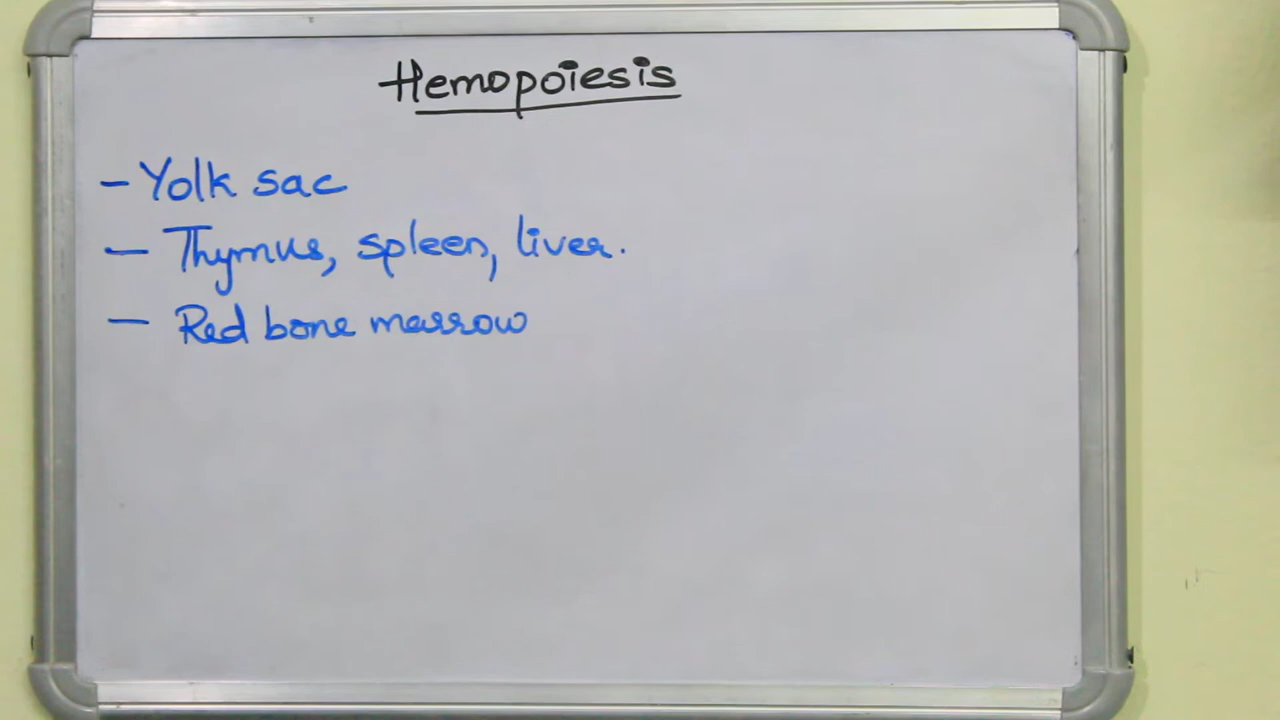 Hemopoiesis
- Yolk sac
- Thymus, spleen, liver.
- Red bone marrow